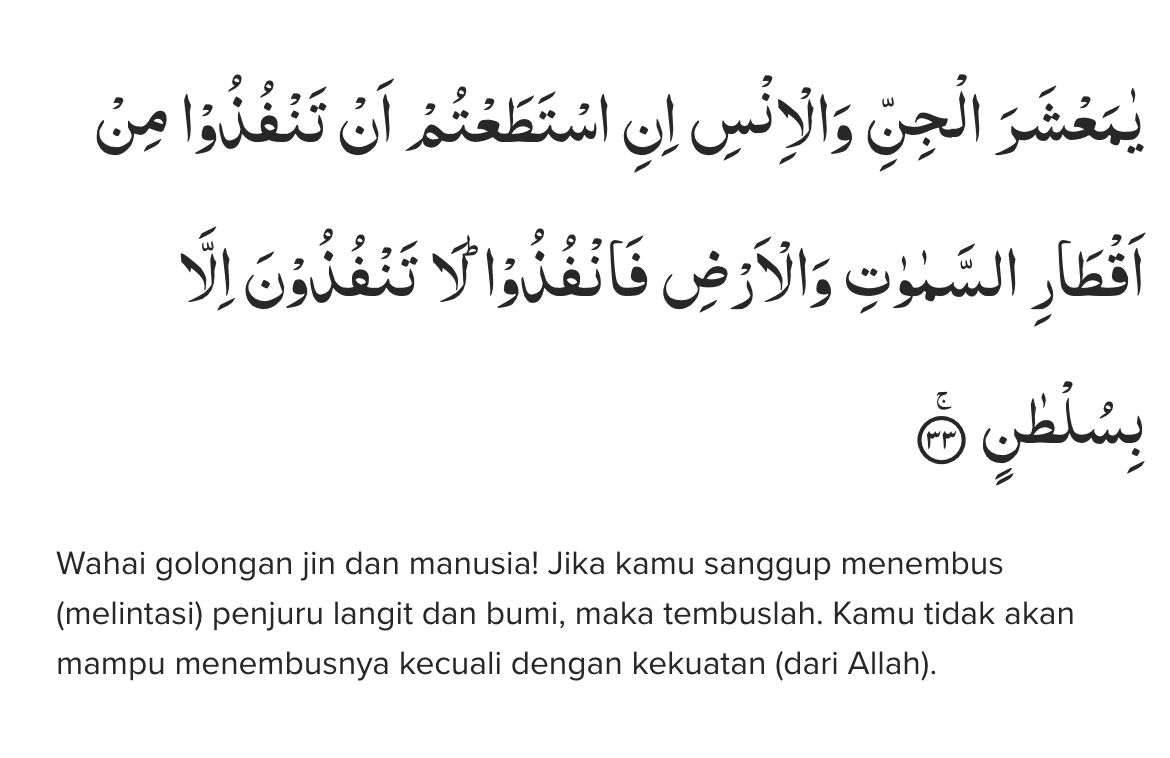 يٰمَعْشَرَ الْجِنِّ وَالْاِنْسِ اِنِ اسْتَطَعْتُمْ اَنْ تَنْفُذُوْا مِنْ
اَقْطَارِ السَّمٰوٰتِ وَالْاَرْضِ فَانْفُذُوْاۗ لَا تَنْفُذُوْنَ اِلَّا
بِسُلْطٰنٍۚ ٣٣
Wahai golongan jin dan manusia! Jika kamu sanggup menembus
(melintasi) penjuru langit dan bumi, maka tembuslah. Kamu tidak akan
mampu menembusnya kecuali dengan kekuatan (dari Allah).